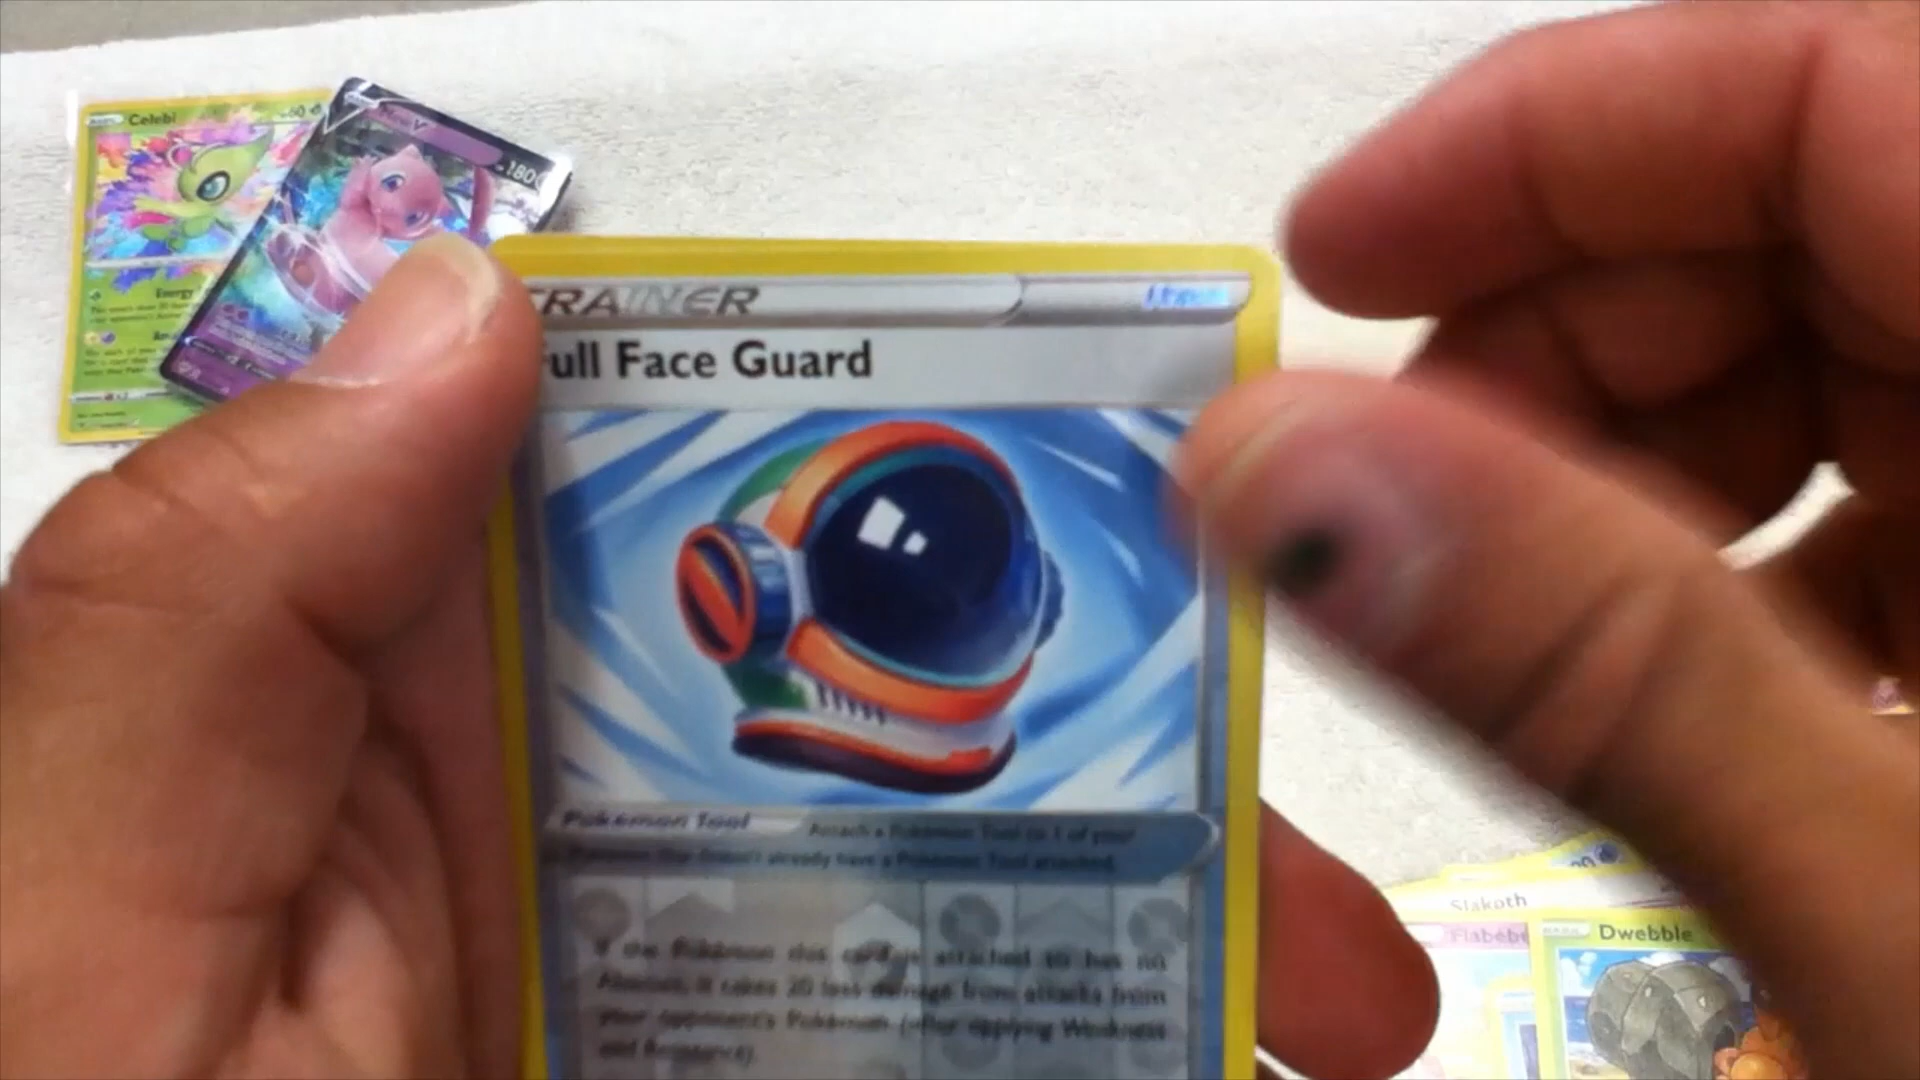 Celebi
Mew V
180
TRAINER
Item
Full Face Guard
Pokémon Tool
Attach a Pokémon Tool to 1 of your
Pokémon that doesn't already have a Pokémon Tool attached.
If the Pokémon this card is attached to has no
Abilities, it takes 20 less damage from attacks from
your opponent's Pokémon (after applying Weakness
and Resistance).
Slakoth
Flabébé
BASIC
Dwebble